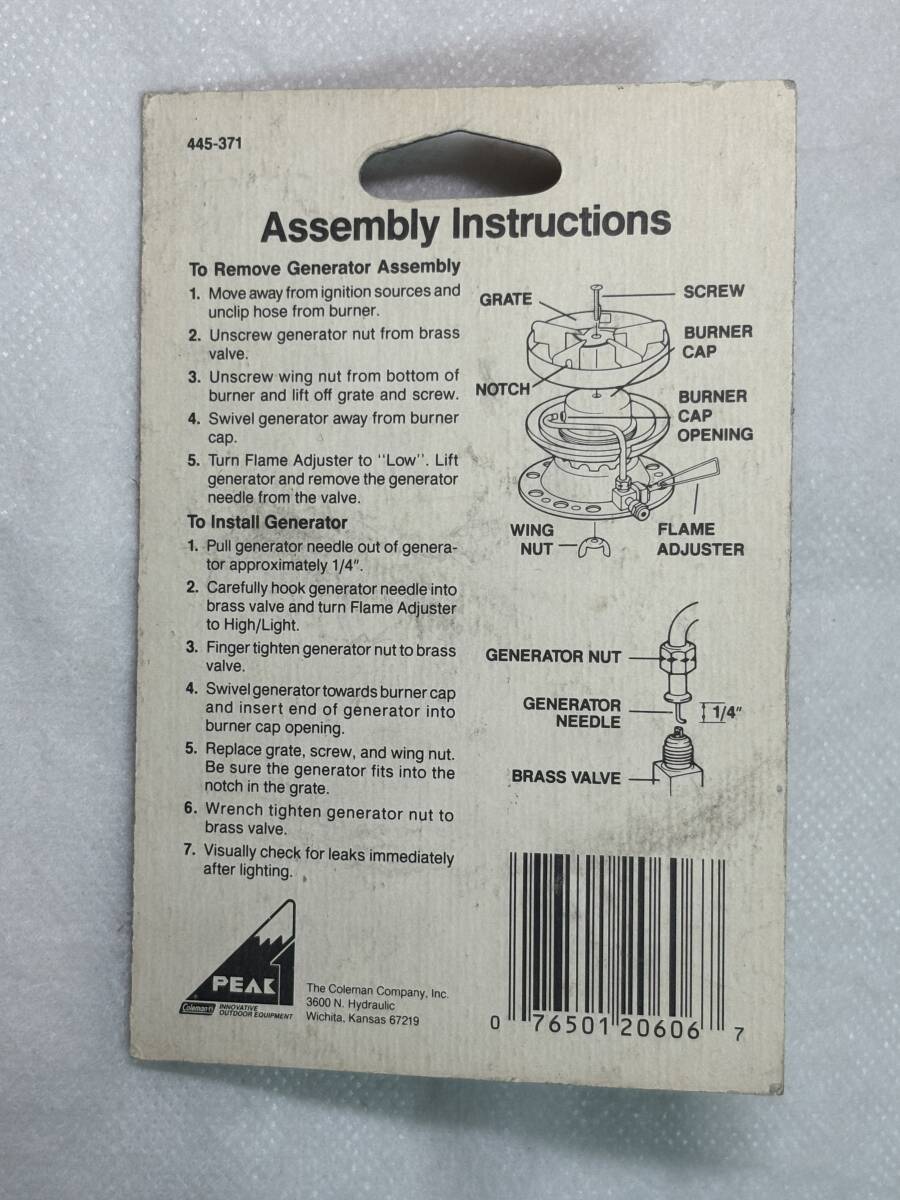 445-371
Assembly Instructions
To Remove Generator Assembly
1. Move away from ignition sources and
unclip hose from burner.
2. Unscrew generator nut from brass
valve.
3. Unscrew wing nut from bottom of
burner and lift off grate and screw.
4. Swivel generator away from burner
cap.
5. Turn Flame Adjuster to "Low". Lift
generator and remove the generator
needle from the valve.
To Install Generator
1. Pull generator needle out of genera-
tor approximately 1/4".
2. Carefully hook generator needle into
brass valve and turn Flame Adjuster
to High/Light.
3. Finger tighten generator nut to brass
valve.
4. Swivel generator towards burner cap
and insert end of generator into
burner cap opening.
5. Replace grate, screw, and wing nut.
Be sure the generator fits into the
notch in the grate.
6. Wrench tighten generator nut to
brass valve.
7. Visually check for leaks immediately
after lighting.
GRATE
SCREW
BURNER
CAP
NOTCH
BURNER
CAP
OPENING
WING
NUT
FLAME
ADJUSTER
GENERATOR NUT
GENERATOR
NEEDLE
1/4"
BRASS VALVE
PEAK 1
Coleman
INNOVATIVE
OUTDOOR EQUIPMENT
The Coleman Company, Inc.
3600 N. Hydraulic
Wichita, Kansas 67219
0 76501 20606 7